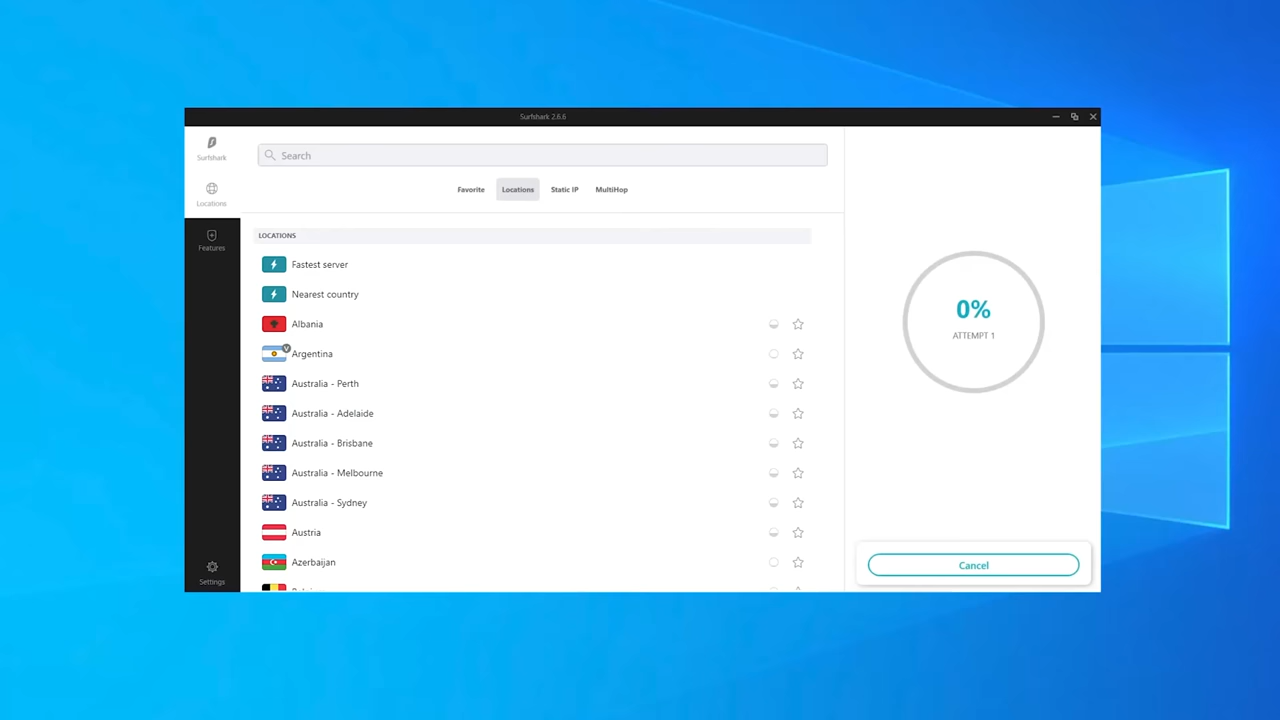 Surfshark 2.6.6
Surfshark
Locations
Features
Settings
Search
Favorite
Locations
Static IP
MultiHop
LOCATIONS
Fastest server
Nearest country
Albania
V
Argentina
Australia - Perth
Australia - Adelaide
Australia - Brisbane
Australia - Melbourne
Australia - Sydney
Austria
Azerbaijan
0%
ATTEMPT 1
Cancel